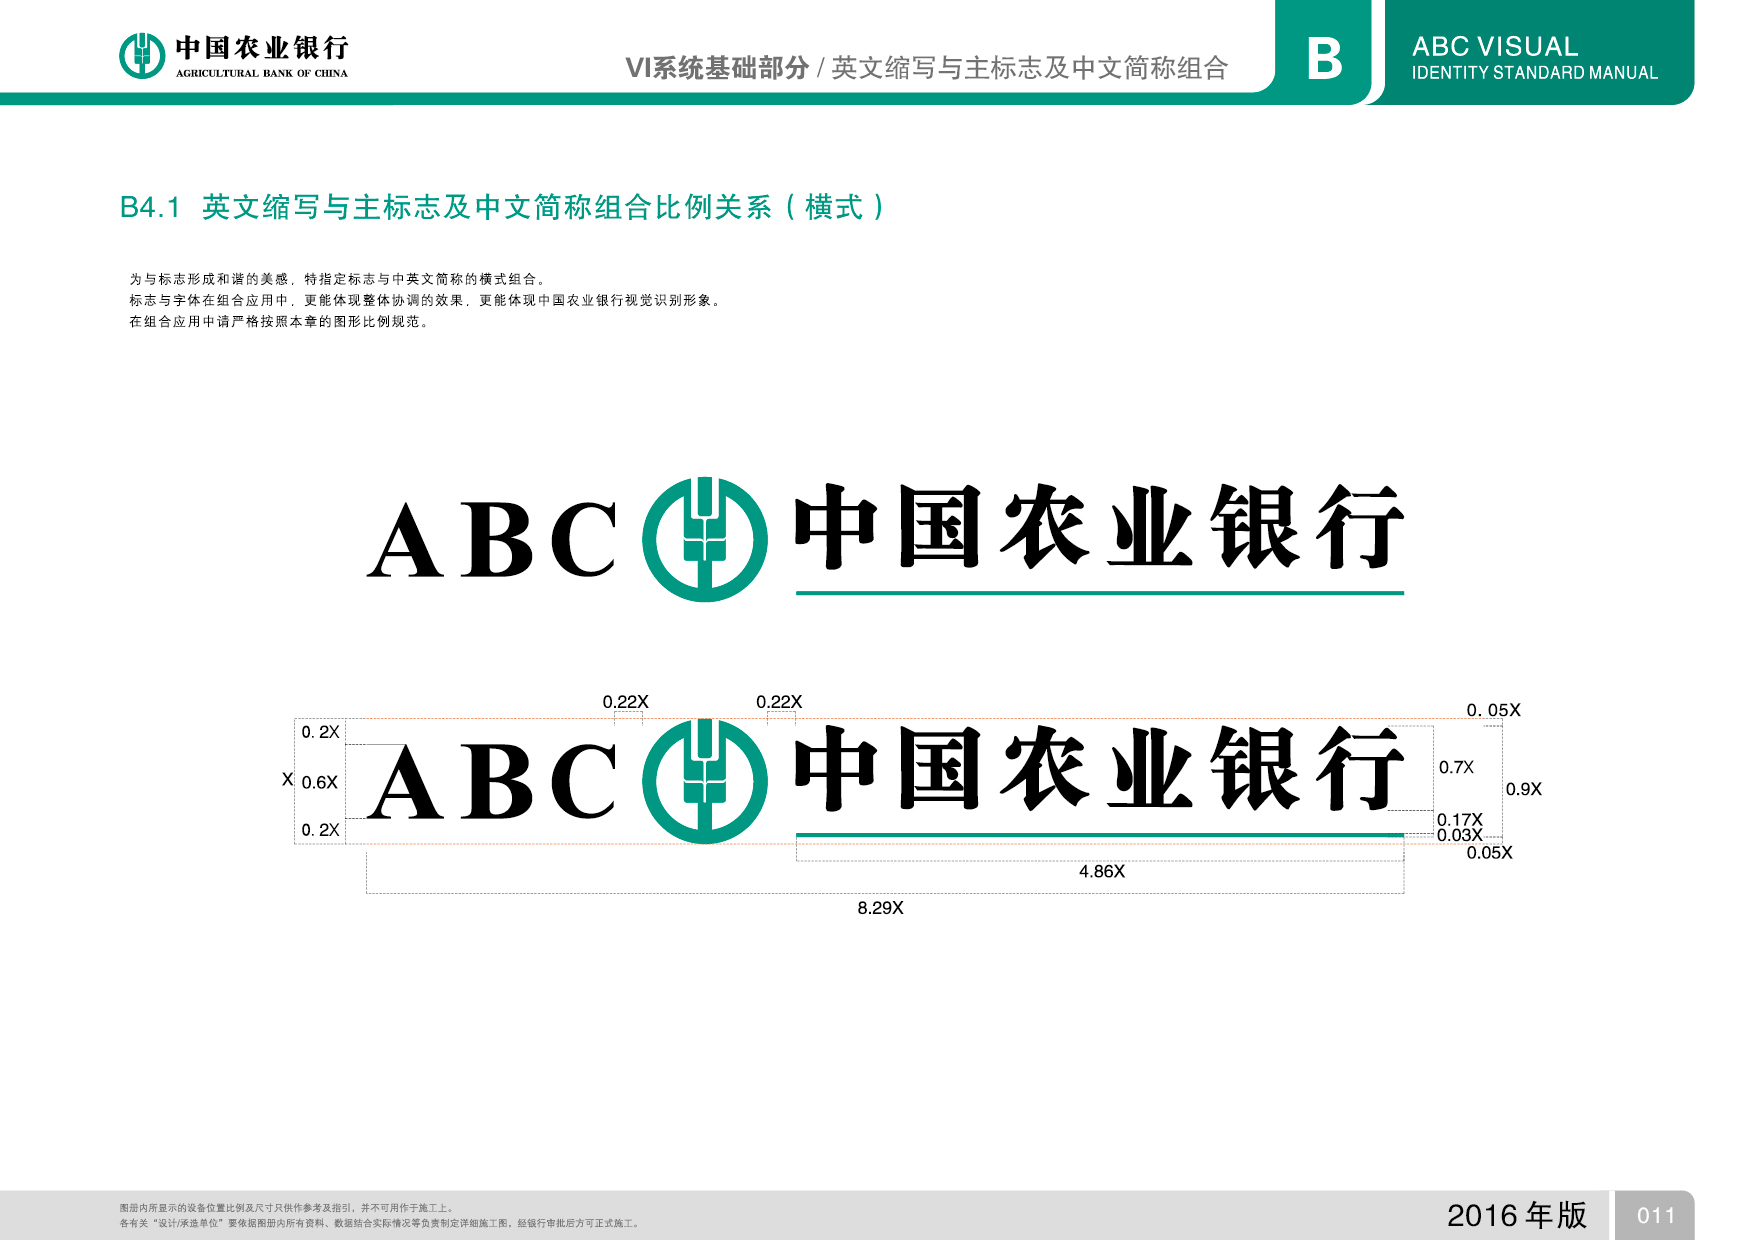 中国农业银行
AGRICULTURAL BANK OF CHINA
VI系统基础部分 / 英文缩写与主标志及中文简称组合
B
ABC VISUAL
IDENTITY STANDARD MANUAL
B4.1 英文缩写与主标志及中文简称组合比例关系（横式）
为与标志形成和谐的美感，特指定标志与中英文简称的横式组合。
标志与字体在组合应用中，更能体现整体协调的效果，更能体现中国农业银行视觉识别形象。
在组合应用中请严格按照本章的图形比例规范。
ABC 中国农业银行
0.22X 0.22X
0.05X
0.2X
X 0.6X
0.2X
ABC 中国农业银行
0.7X
0.9X
0.17X
0.03X
0.05X
4.86X
8.29X
图册内所显示的设备位置比例及尺寸只供作参考及指引，并不可用作于施工上。
各有关“设计/承造单位”要依据图册内所有资料、数据结合实际情况等负责制定详细施工图，经银行审批后方可正式施工。
2016年版
011